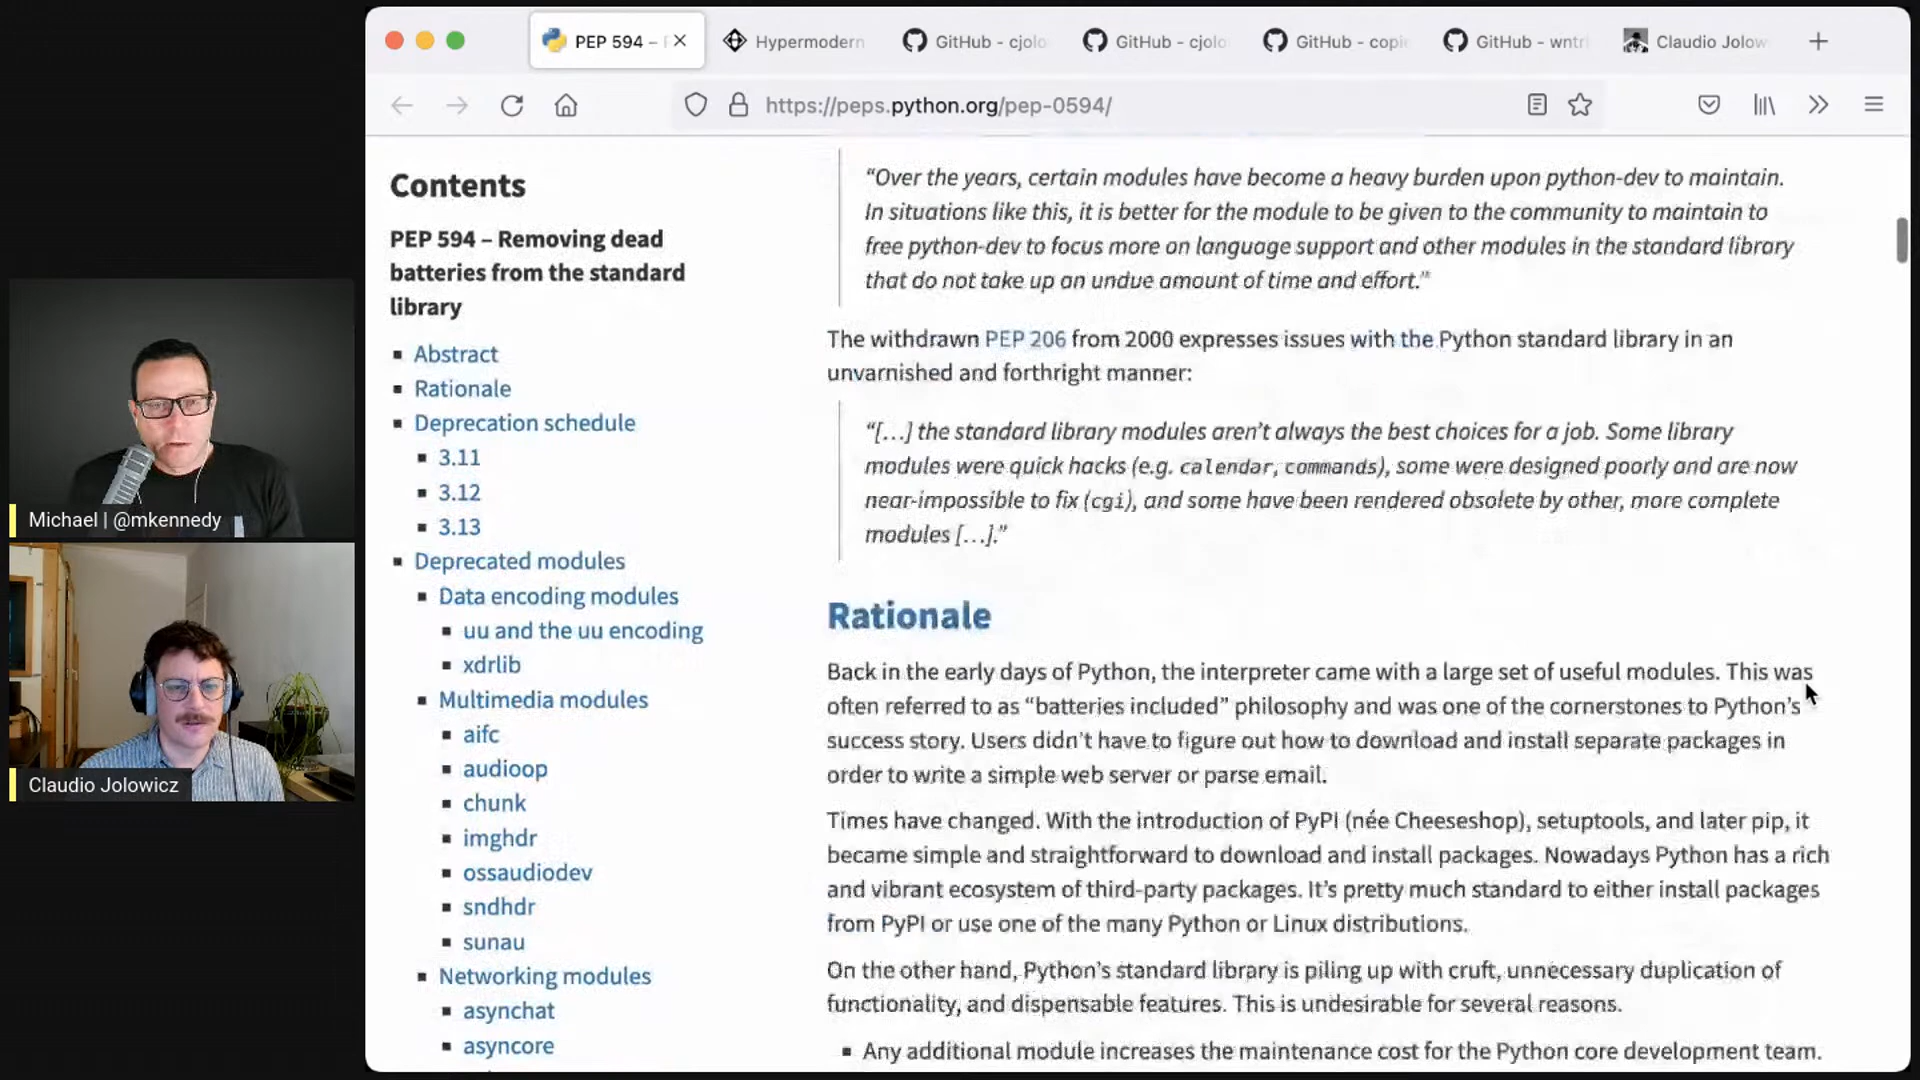 PEP 594 –
Hypermodern
GitHub - cjolo
GitHub - cjolo
GitHub - copi
GitHub - wntr
Claudio Jolow
https://peps.python.org/pep-0594/
Contents
PEP 594 – Removing dead
batteries from the standard
library
Abstract
Rationale
Deprecation schedule
3.11
3.12
3.13
Deprecated modules
Data encoding modules
uu and the uu encoding
xdrlib
Multimedia modules
aifc
audioop
chunk
imghdr
ossaudiodev
sndhdr
sunau
Networking modules
asynchat
asyncore
“Over the years, certain modules have become a heavy burden upon python-dev to maintain.
In situations like this, it is better for the module to be given to the community to maintain to
free python-dev to focus more on language support and other modules in the standard library
that do not take up an undue amount of time and effort.”
The withdrawn PEP 206 from 2000 expresses issues with the Python standard library in an
unvarnished and forthright manner:
“[…] the standard library modules aren’t always the best choices for a job. Some library
modules were quick hacks (e.g. calendar, commands), some were designed poorly and are now
near-impossible to fix (cgi), and some have been rendered obsolete by other, more complete
modules […].”
Rationale
Back in the early days of Python, the interpreter came with a large set of useful modules. This was
often referred to as “batteries included” philosophy and was one of the cornerstones to Python’s
success story. Users didn’t have to figure out how to download and install separate packages in
order to write a simple web server or parse email.
Times have changed. With the introduction of PyPI (née Cheeseshop), setuptools, and later pip, it
became simple and straightforward to download and install packages. Nowadays Python has a rich
and vibrant ecosystem of third-party packages. It’s pretty much standard to either install packages
from PyPI or use one of the many Python or Linux distributions.
On the other hand, Python’s standard library is piling up with cruft, unnecessary duplication of
functionality, and dispensable features. This is undesirable for several reasons.
Any additional module increases the maintenance cost for the Python core development team.
Michael | @mkennedy
Claudio Jolowicz